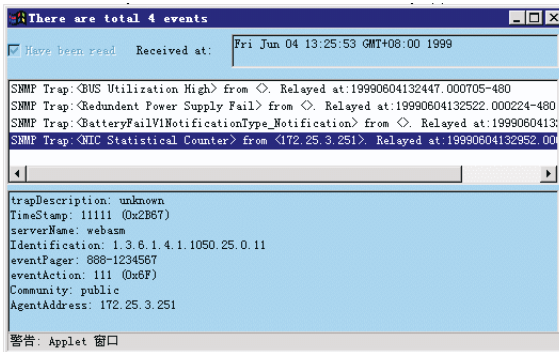 There are total 4 events
Have been read Received at: Fri Jun 04 13:25:53 GMT+08:00 1999
SNMP Trap:<BUS Utilization High> from <>. Relayed at:19990604132447.000705-480
SNMP Trap:<Redundent Power Supply Fail> from <>. Relayed at:19990604132522.000224-480
SNMP Trap:<BatteryFailV1NotificationType_Notification> from <>. Relayed at:1999060413
SNMP Trap:<NIC Statistical Counter> from <172.25.3.251>. Relayed at:19990604132952.00
trapDescription: unknown
TimeStamp: 11111 (0x2B67)
serverName: webasm
Identification: 1.3.6.1.4.1.1050.25.0.11
eventPager: 888-1234567
eventAction: 111 (0x6F)
Community: public
AgentAddress: 172.25.3.251
警告: Applet 窗口